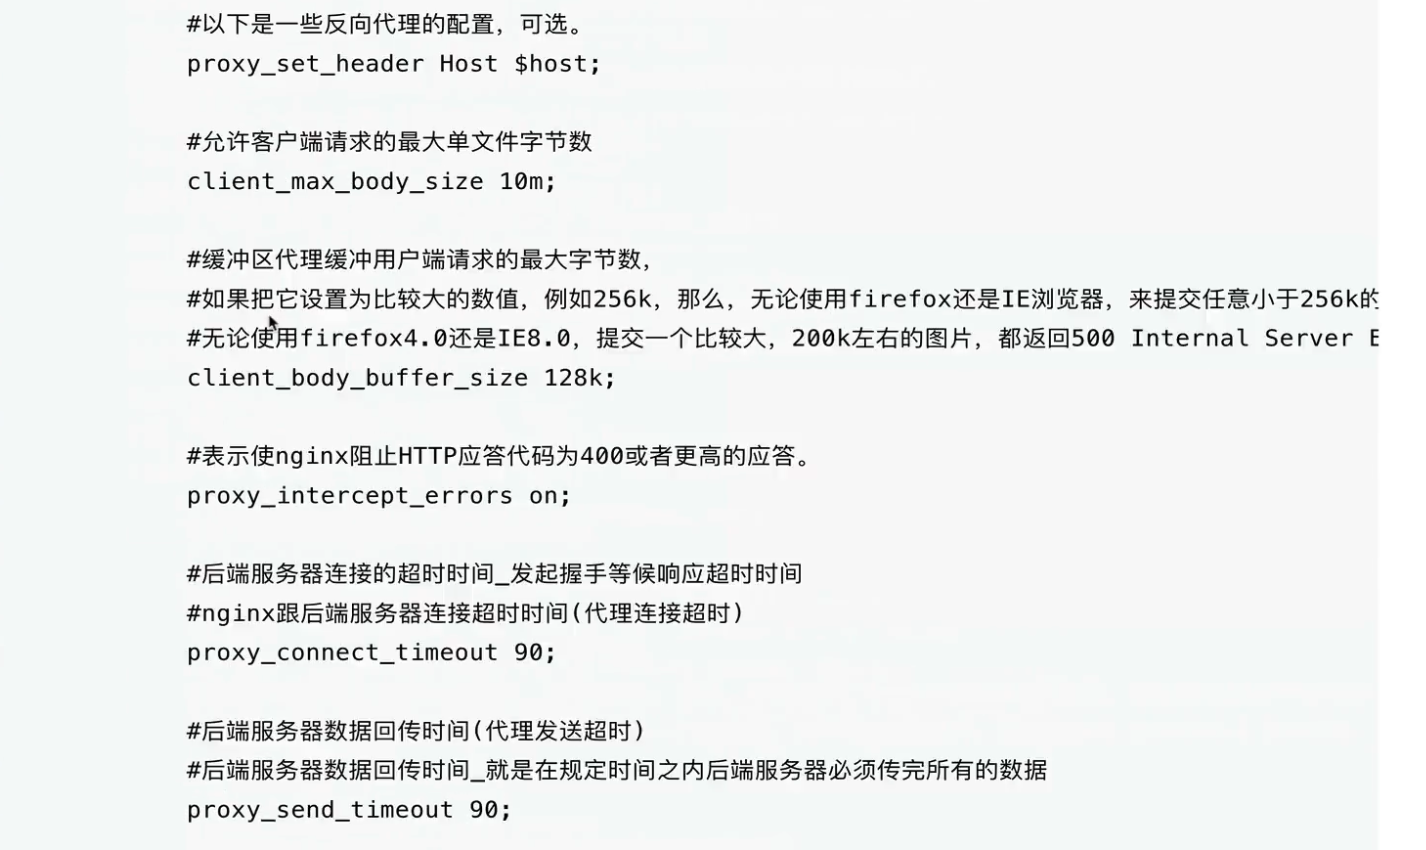 #以下是一些反向代理的配置，可选。
proxy_set_header Host $host;
#允许客户端请求的最大单文件字节数
client_max_body_size 10m;
#缓冲区代理缓冲用户端请求的最大字节数，
#如果把它设置为比较大的数值，例如256k，那么，无论使用firefox还是IE浏览器，来提交任意小于256k的
#无论使用firefox4.0还是IE8.0，提交一个比较大，200k左右的图片，都返回500 Internal Server E
client_body_buffer_size 128k;
#表示使nginx阻止HTTP应答代码为400或者更高的应答。
proxy_intercept_errors on;
#后端服务器连接的超时时间_发起握手等候响应超时时间
#nginx跟后端服务器连接超时时间(代理连接超时)
proxy_connect_timeout 90;
#后端服务器数据回传时间(代理发送超时)
#后端服务器数据回传时间_就是在规定时间之内后端服务器必须传完所有的数据
proxy_send_timeout 90;